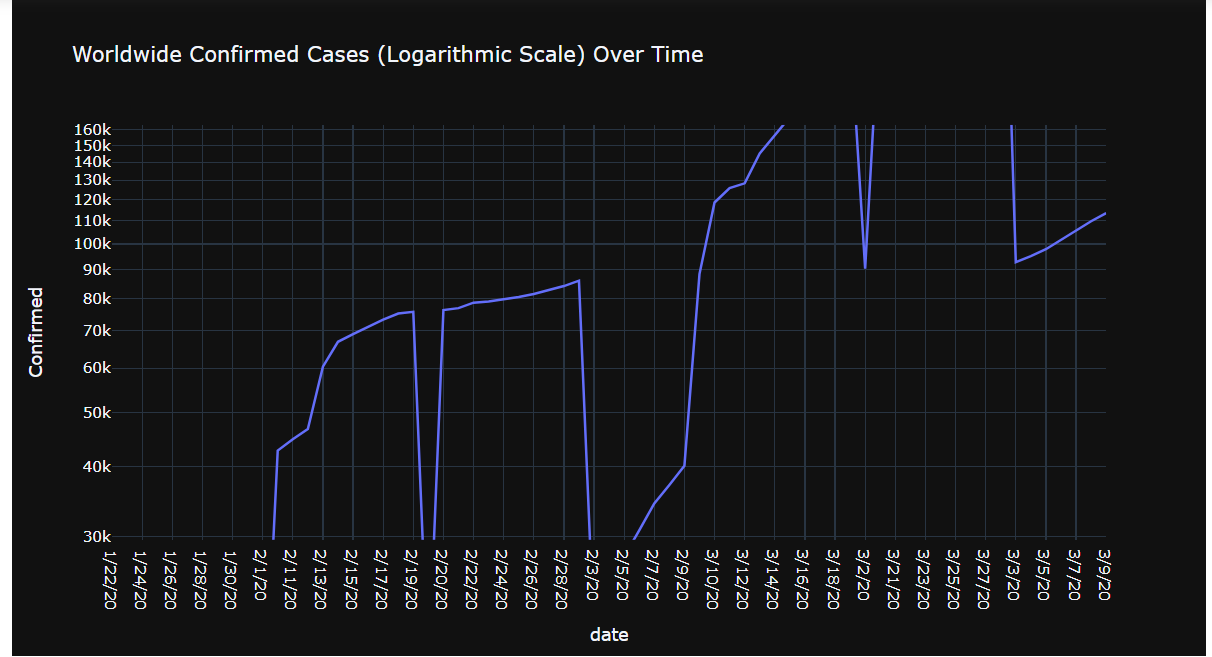 Worldwide Confirmed Cases (Logarithmic Scale) Over Time
160k
150k
140k
130k
120k
110k
100k
90k
80k
70k
60k
50k
40k
30k
Confirmed
1/22/20
1/24/20
1/26/20
1/28/20
1/30/20
2/1/20
2/11/20
2/13/20
2/15/20
2/17/20
2/19/20
2/20/20
2/22/20
2/24/20
2/26/20
2/28/20
2/3/20
2/5/20
2/7/20
2/9/20
3/10/20
3/12/20
3/14/20
3/16/20
3/18/20
3/2/20
3/21/20
3/23/20
3/25/20
3/27/20
3/3/20
3/5/20
3/7/20
3/9/20
date